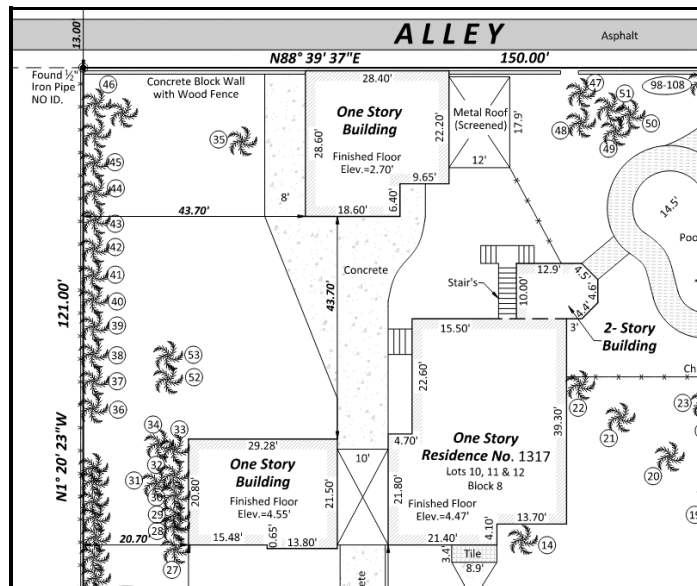 ALLEY
Asphalt
13.00'
N88° 39' 37"E
150.00'
Found ½"
Iron Pipe
NO ID.
46
Concrete Block Wall
with Wood Fence
28.40'
One Story
Building
Finished Floor
Elev.=2.70'
28.60'
22.20'
9.65'
6.40'
18.60'
Metal Roof
(Screened)
17.9'
12'
47
51
98-108
48
50
49
35
45
44
43
42
41
40
39
38
37
36
8'
43.70'
43.70'
Concrete
14.5'
Poo
121.00'
N1° 20' 23"W
Stair's
12.9'
4.5'
4.6'
4.4'
10.00'
3'
2- Story
Building
15.50'
22.60'
39.30'
53
52
Ch
22
23
21
20
19
34
33
32
31
30
29
28
27
29.28'
One Story
Building
Finished Floor
Elev.=4.55'
20.80'
21.50'
15.48'
0.65'
13.80'
20.70'
10'
4.70'
One Story
Residence No. 1317
Lots 10, 11 & 12
Block 8
Finished Floor
Elev.=4.47'
21.80'
21.40'
4.10'
13.70'
14
3.4'
Tile
8.9'
ete